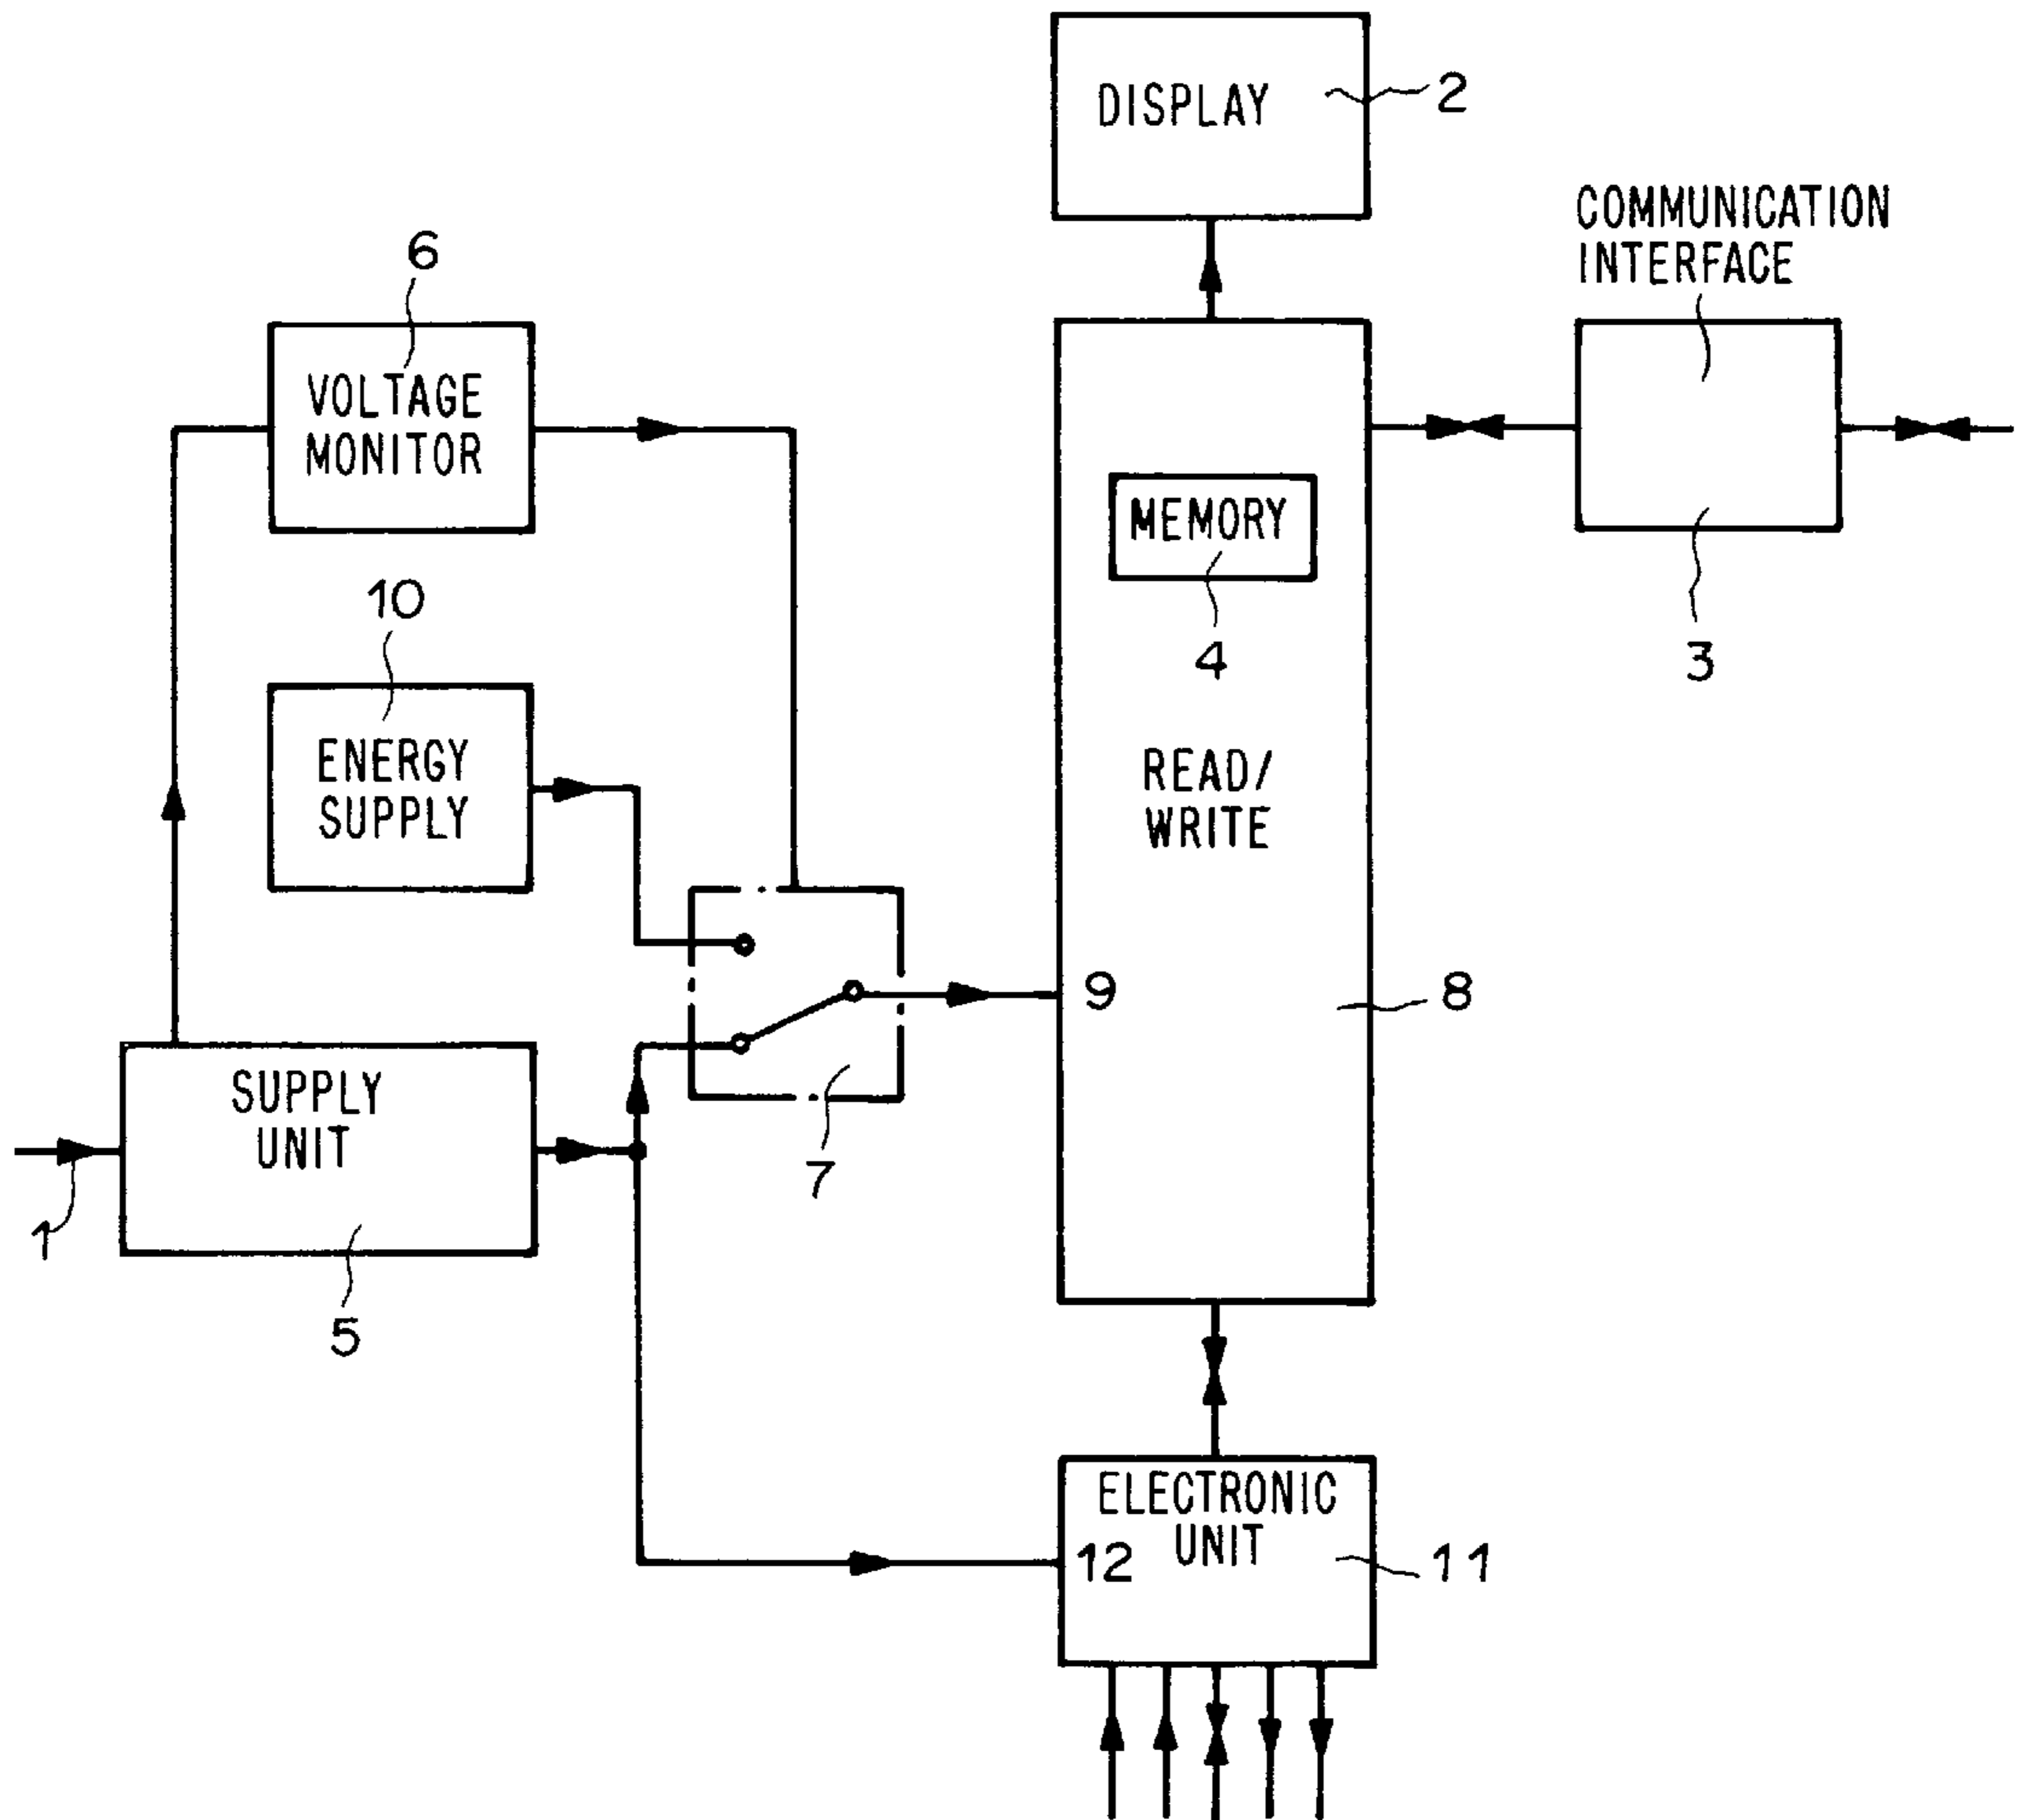 DISPLAY
2
COMMUNICATION
INTERFACE
6
VOLTAGE
MONITOR
MEMORY
4
3
10
ENERGY
SUPPLY
READ/
WRITE
9
8
SUPPLY
UNIT
7
1
5
ELECTRONIC
UNIT
12
11